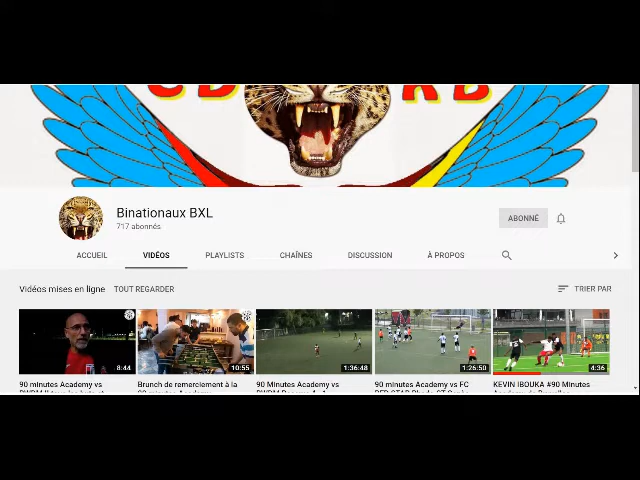 Binationaux BXL
717 abonnés
ABONNÉ
ACCUEIL VIDÉOS PLAYLISTS CHAÎNES DISCUSSION À PROPOS
Vidéos mises en ligne TOUT REGARDER TRIER PAR
8:44 10:55 1:36:48 1:26:50 4:36
90 minutes Academy vs
Brunch de remerciement à la
90 Minutes Academy vs
90 minutes Academy vs FC
KEVIN IBOUKA #90 Minutes